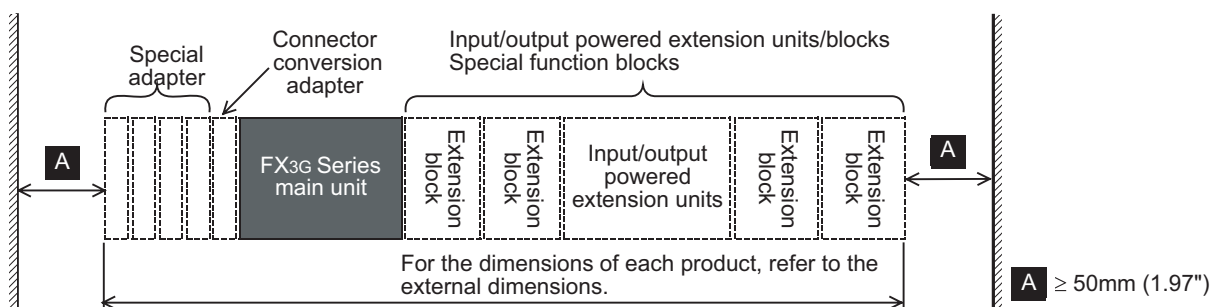 Special
adapter
Connector
conversion
adapter
Input/output powered extension units/blocks
Special function blocks
A
FX3G Series
main unit
Extension
block
Extension
block
Input/output
powered
extension units
Extension
block
Extension
block
A
For the dimensions of each product, refer to the
external dimensions.
A ≥ 50mm (1.97")